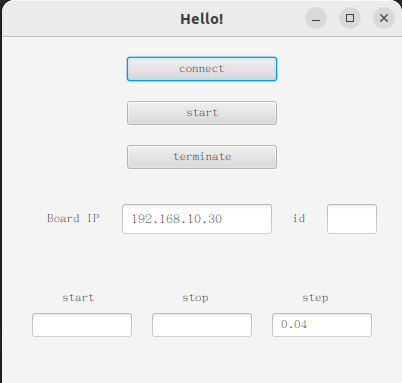 Hello!
connect
start
terminate
Board IP 192.168.10.30 id
start stop step
0.04